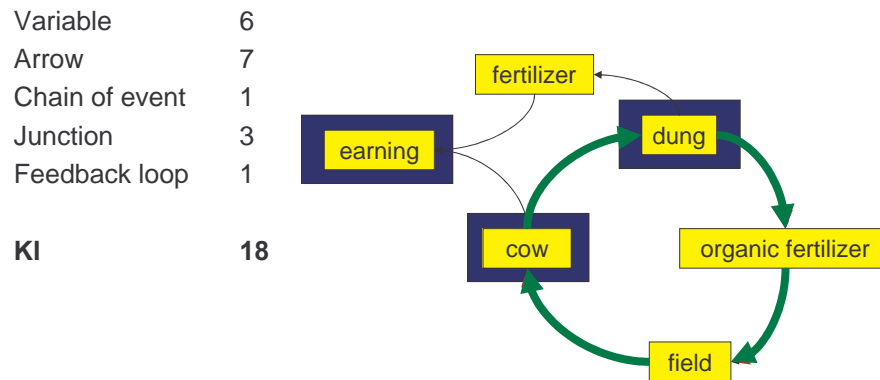 Variable 6
Arrow 7
Chain of event 1
Junction 3
Feedback loop 1
KI 18
fertilizer
earning
dung
cow
organic fertilizer
field